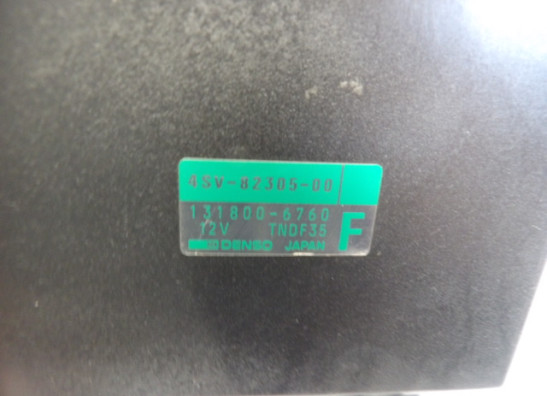 4SV-82305-00
131800-6760
12V TNDF35
F
DENSO JAPAN